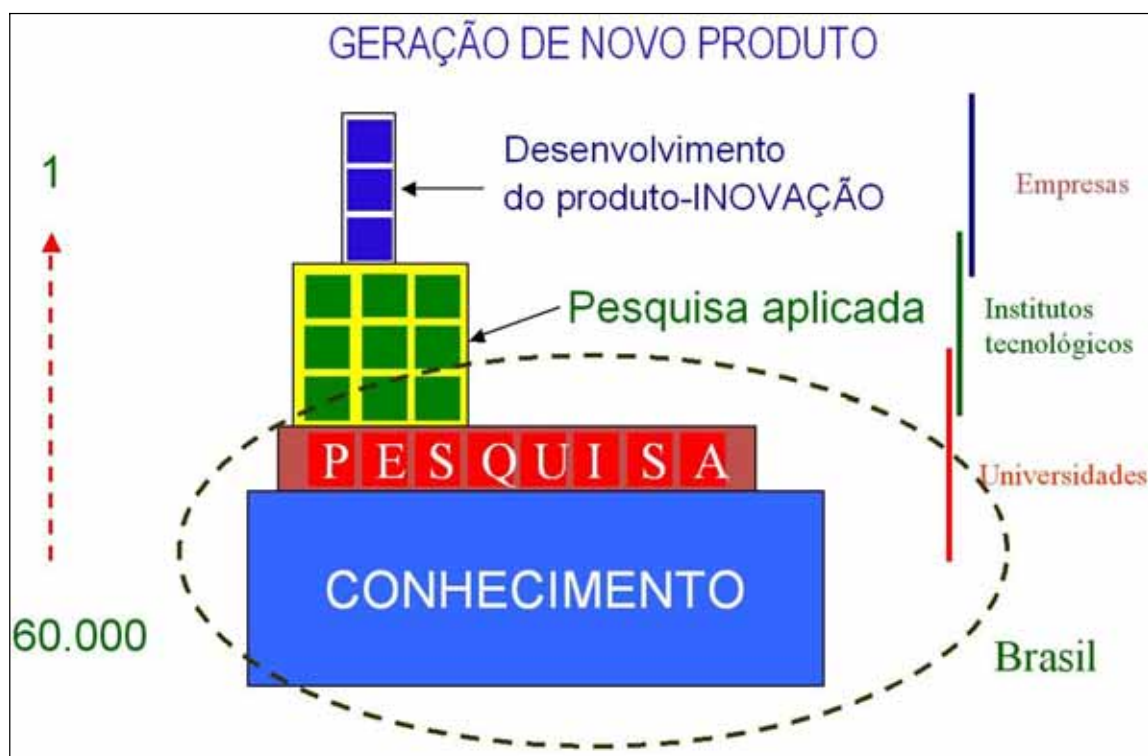 GERAÇÃO DE NOVO PRODUTO
1
Desenvolvimento
do produto-INOVAÇÃO
Empresas
Pesquisa aplicada
Institutos
tecnológicos
PESQUISA
Universidades
CONHECIMENTO
60.000
Brasil